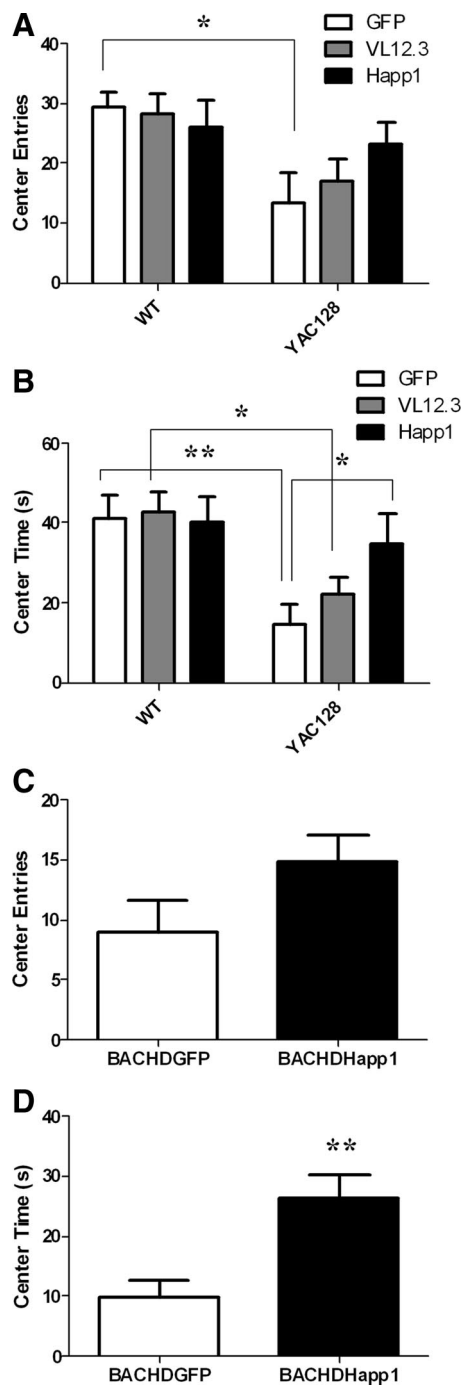 A
*
GFP
VL12.3
Happ1
Center Entries
40
30
20
10
0
WT
YAC128
B
GFP
VL12.3
Happ1
*
**
*
Center Time (s)
60
40
20
0
WT
YAC128
C
Center Entries
20
15
10
5
0
BACHDGFP
BACHDHapp1
D
**
Center Time (s)
40
30
20
10
0
BACHDGFP
BACHDHapp1